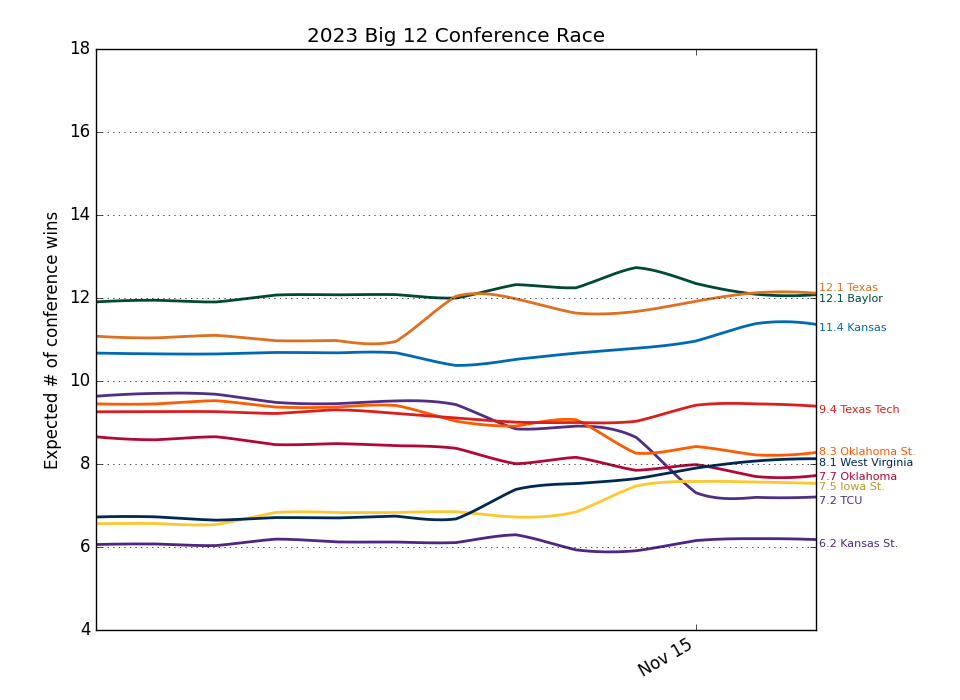 2023 Big 12 Conference Race
Expected # of conference wins
18
16
14
12
10
8
6
4
Nov 15
12.1 Texas
12.1 Baylor
11.4 Kansas
9.4 Texas Tech
8.3 Oklahoma St.
8.1 West Virginia
7.7 Oklahoma
7.5 Iowa St.
7.2 TCU
6.2 Kansas St.